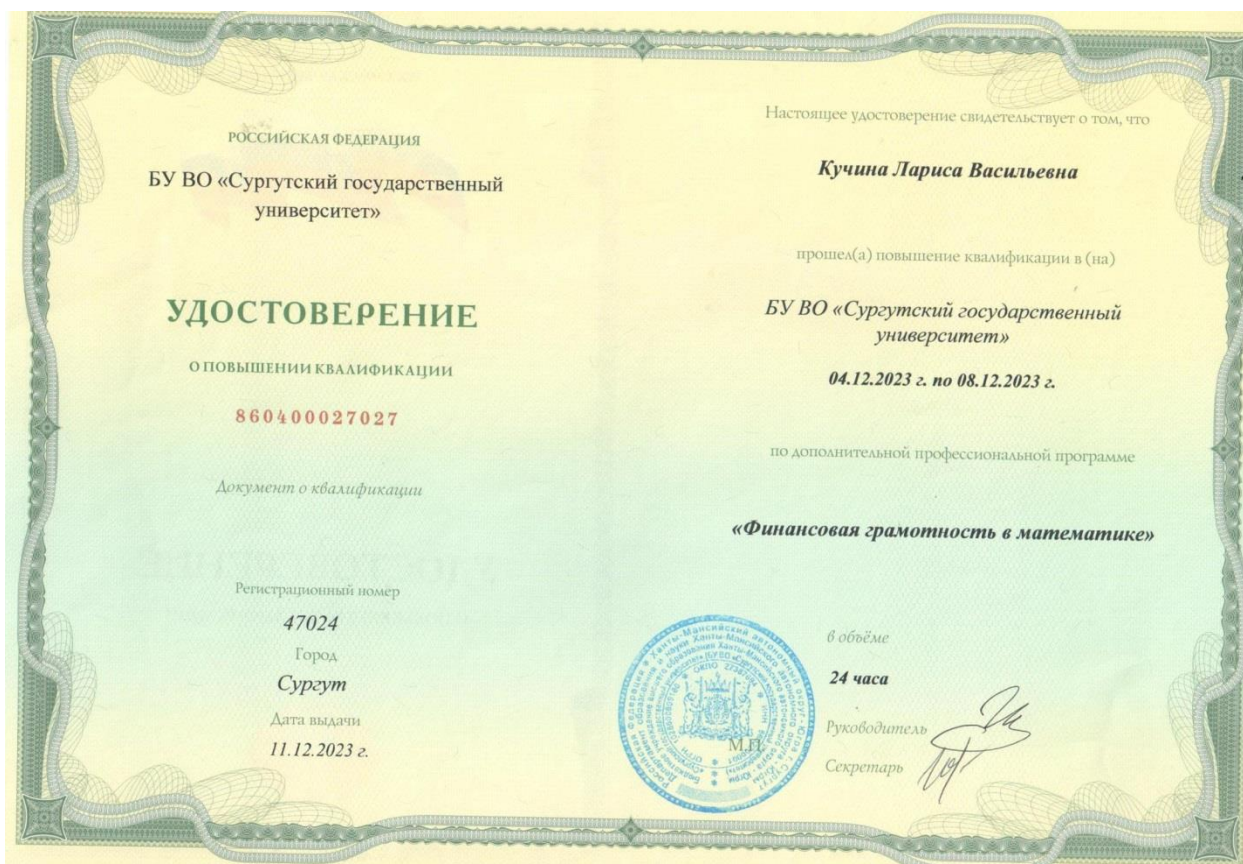 РОССИЙСКАЯ ФЕДЕРАЦИЯ
БУ ВО «Сургутский государственный
университет»
УДОСТОВЕРЕНИЕ
О ПОВЫШЕНИИ КВАЛИФИКАЦИИ
860400027027
Документ о квалификации
Регистрационный номер
47024
Город
Сургут
Дата выдачи
11.12.2023 г.
Настоящее удостоверение свидетельствует о том, что
Кучина Лариса Васильевна
прошел(а) повышение квалификации в (на)
БУ ВО «Сургутский государственный
университет»
04.12.2023 г. по 08.12.2023 г.
по дополнительной профессиональной программе
«Финансовая грамотность в математике»
в объёме
24 часа
Руководитель
М.П.
Секретарь